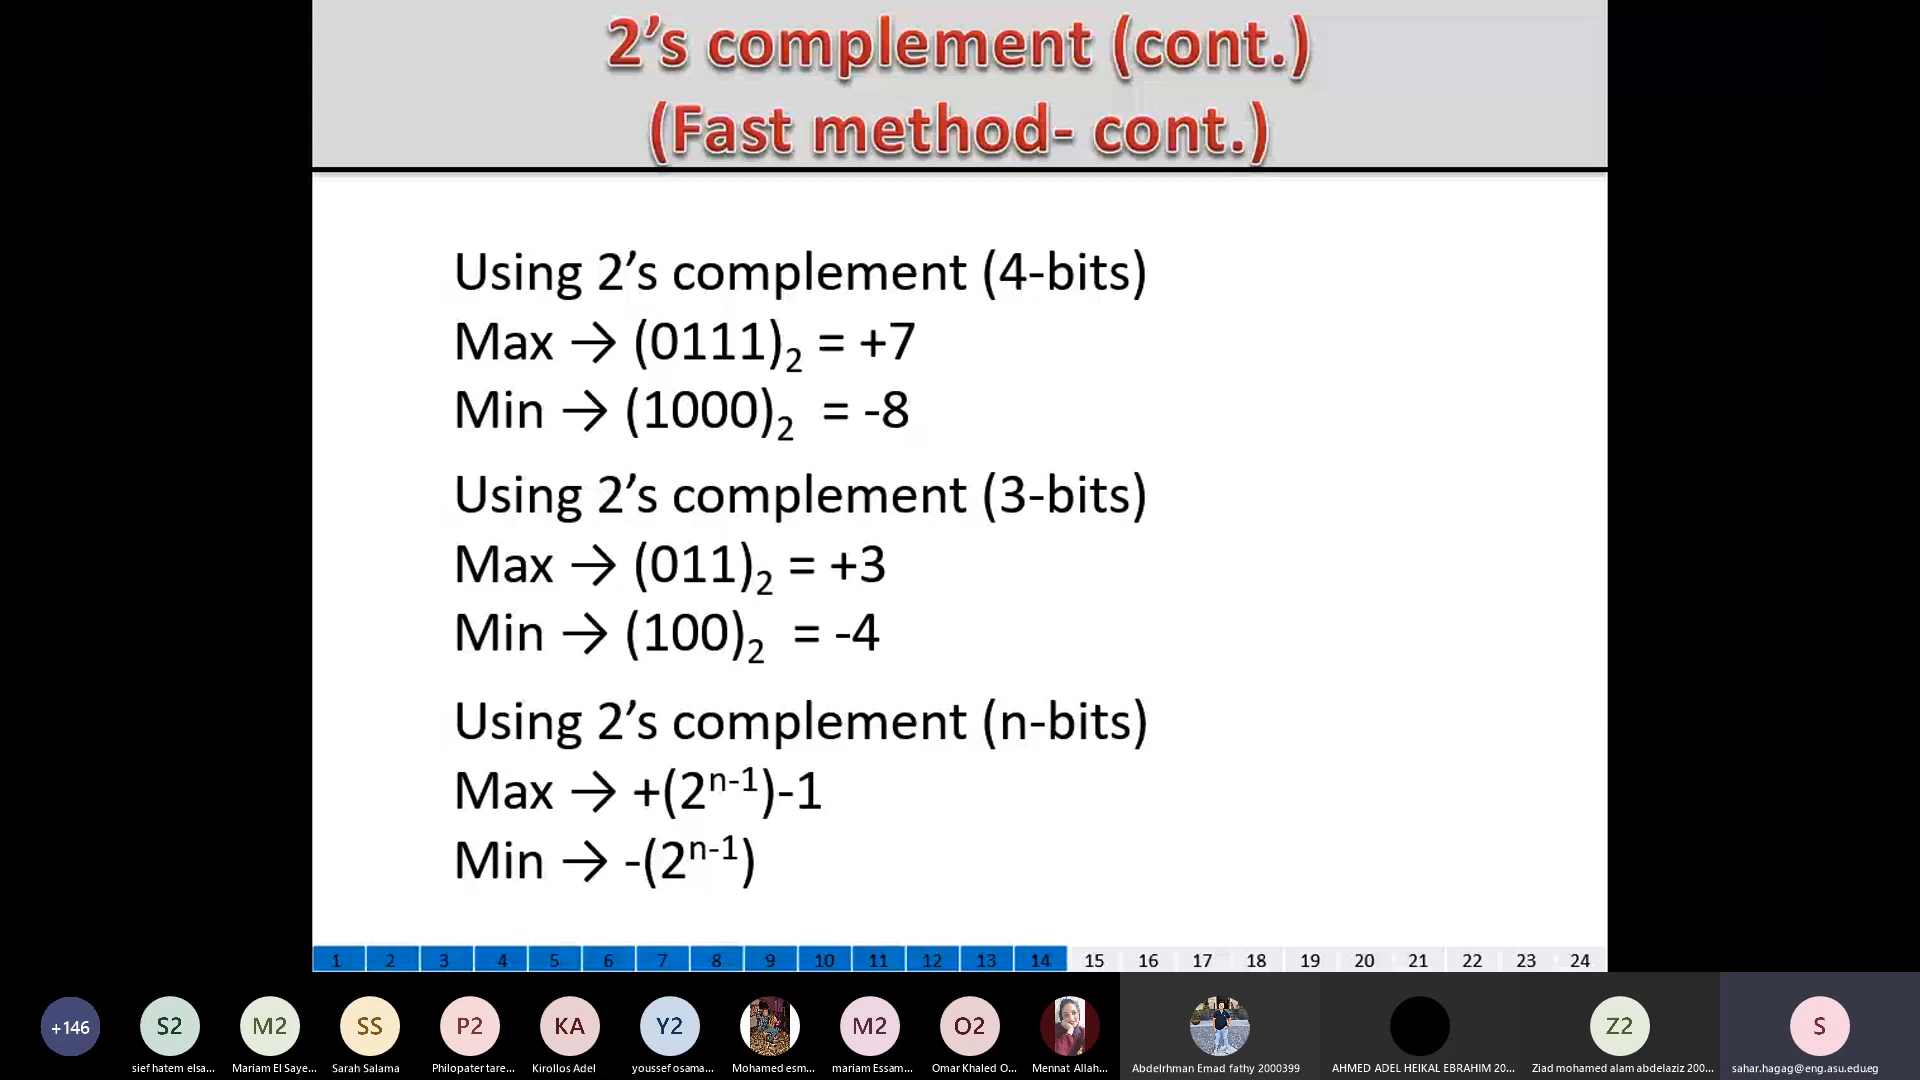 2’s complement (cont.)
(Fast method- cont.)
Using 2’s complement (4-bits)
Max → (0111)₂ = +7
Min → (1000)₂ = -8
Using 2’s complement (3-bits)
Max → (011)₂ = +3
Min → (100)₂ = -4
Using 2’s complement (n-bits)
Max → +(2ⁿ⁻¹)-1
Min → -(2ⁿ⁻¹)
1 2 3 4 5 6 7 8 9 10 11 12 13 14 15 16 17 18 19 20 21 22 23 24
+146 S2 M2 SS P2 KA Y2 M2 O2 Z2 S
sief hatem elsa... Mariam El Saye... Sarah Salama Philopater tare... Kirollos Adel youssef osama... Mohamed esm... mariam Essam... Omar Khaled O... Mennat Allah... Abdelrhman Emad fathy 2000399 AHMED ADEL HEIKAL EBRAHIM 20... Ziad mohamed alam abdelaziz 200... sahar.hagag@eng.asu.edu.eg